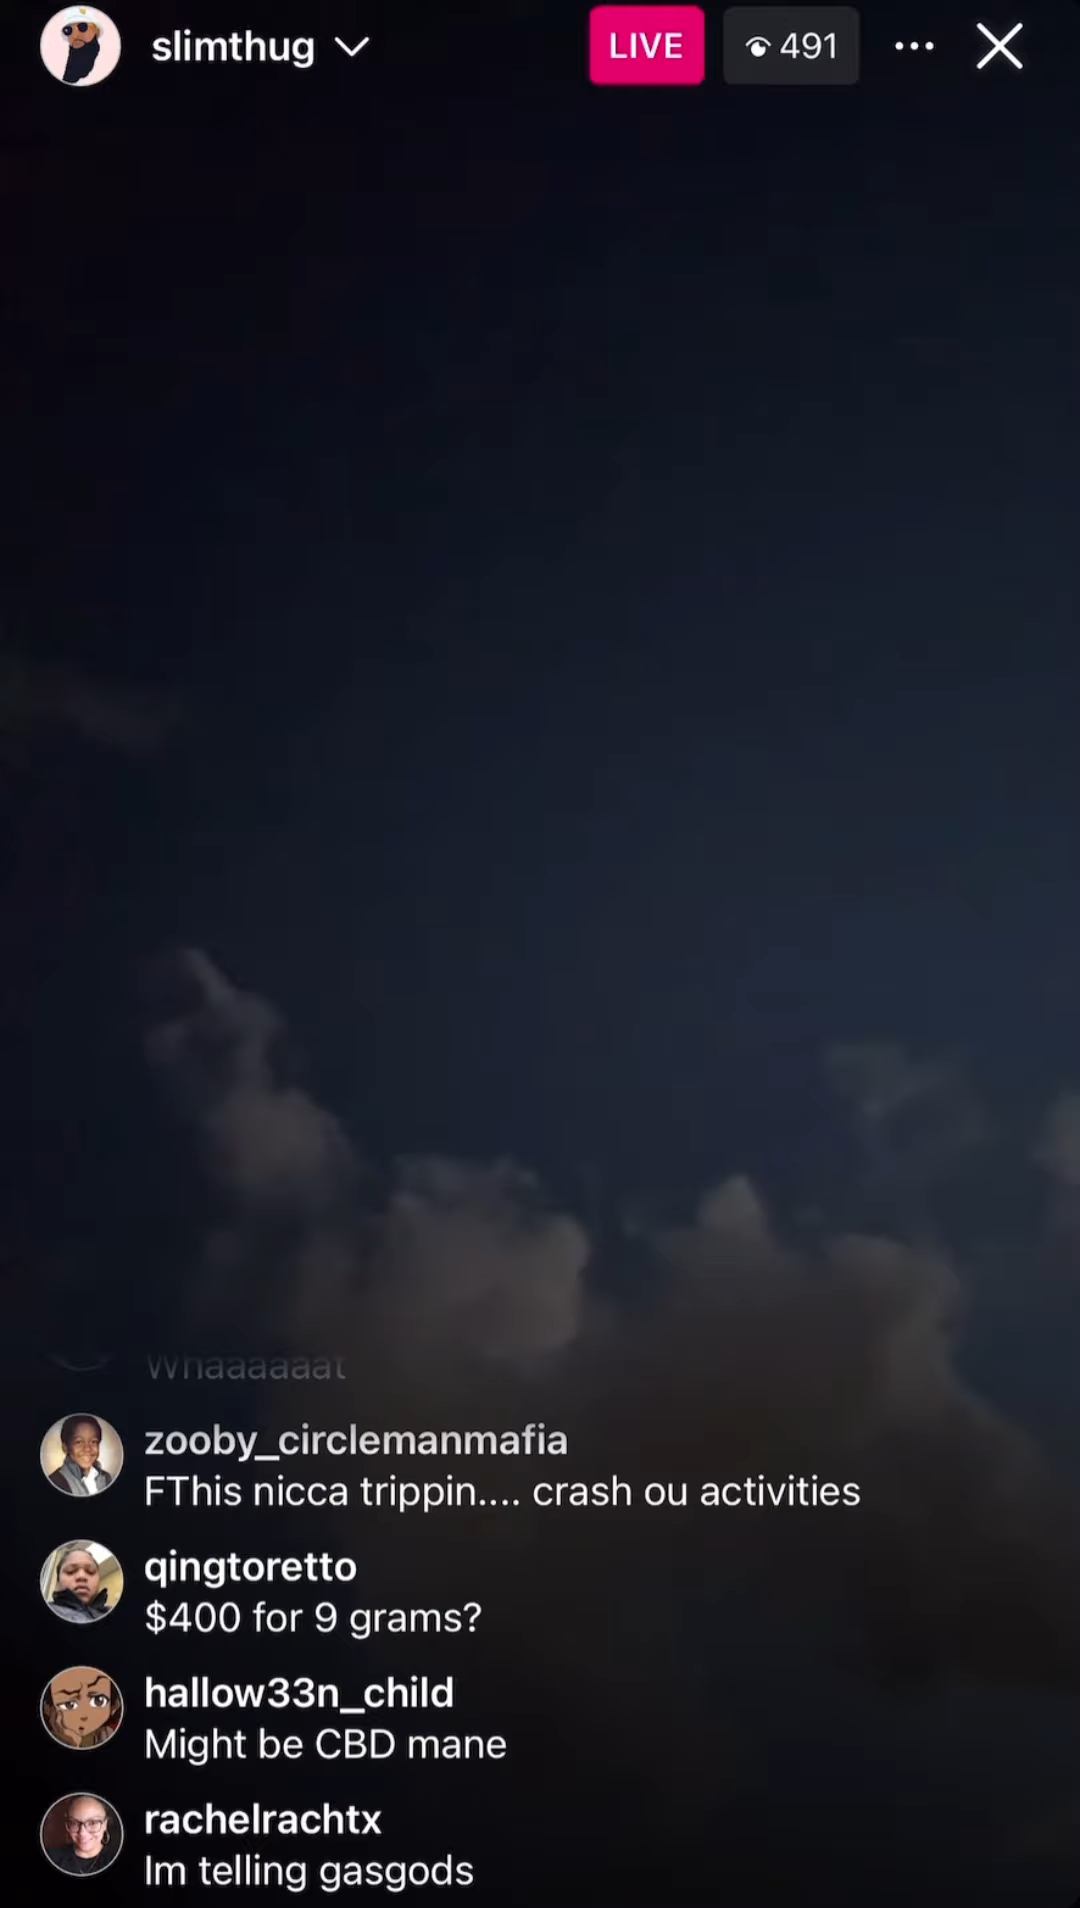 slimthug
LIVE
491
Whaaaaaat
zooby_circlemanmafia
FThis nicca trippin.... crash ou activities
qingtoretto
$400 for 9 grams?
hallow33n_child
Might be CBD mane
rachelrachtx
Im telling gasgods